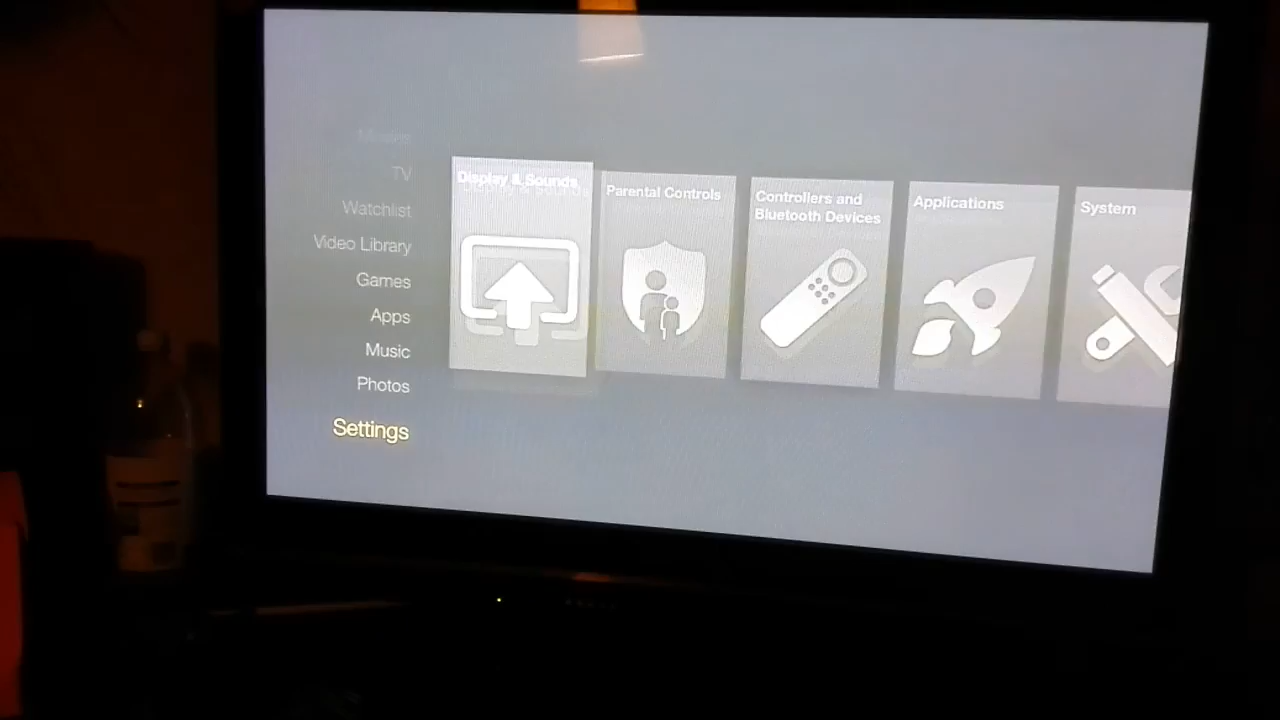 Movies
TV
Watchlist
Video Library
Games
Apps
Music
Photos
Settings
Display & Sounds
Parental Controls
Controllers and
Bluetooth Devices
Applications
System